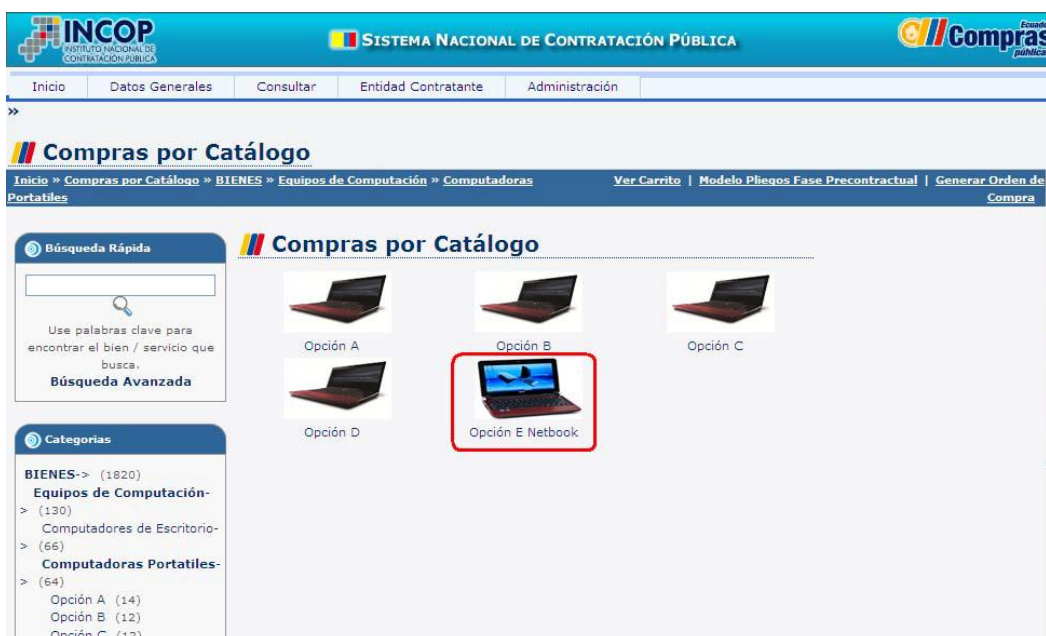 INCOP
INSTITUTO NACIONAL DE
CONTRATACIÓN PÚBLICA
SISTEMA NACIONAL DE CONTRATACIÓN PÚBLICA
Compras
pública
Inicio Datos Generales Consultar Entidad Contratante Administración
»
Compras por Catálogo
Inicio » Compras por Catálogo » BIENES » Equipos de Computación » Computadoras
Portatiles
Ver Carrito | Modelo Pliegos Fase Precontractual | Generar Orden de
Compra
Búsqueda Rápida
Use palabras clave para
encontrar el bien / servicio que
busca.
Búsqueda Avanzada
Categorias
BIENES-> (1820)
Equipos de Computación-
> (130)
Computadores de Escritorio-
> (66)
Computadoras Portatiles-
> (64)
Opción A (14)
Opción B (12)
Opción C (12)
Compras por Catálogo
Opción A Opción B Opción C
Opción D Opción E Netbook